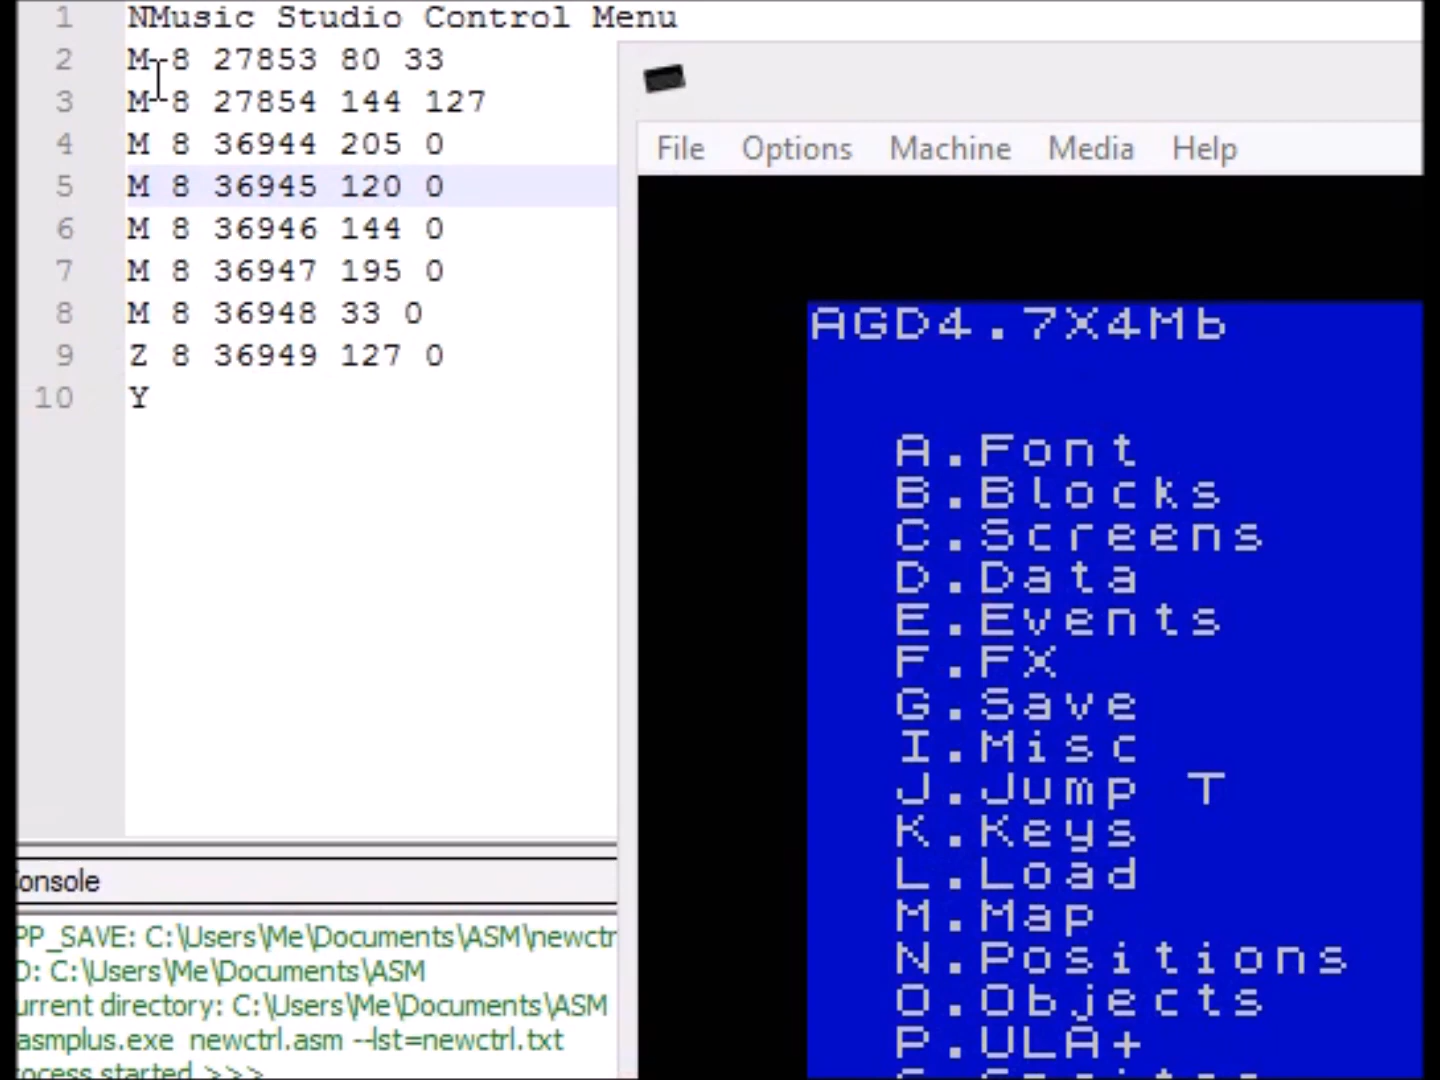 1 NMusic Studio Control Menu
2 M 8 27853 80 33
3 M 8 27854 144 127
4 M 8 36944 205 0
5 M 8 36945 120 0
6 M 8 36946 144 0
7 M 8 36947 195 0
8 M 8 36948 33 0
9 Z 8 36949 127 0
10 Y
onsole
PP_SAVE: C:\Users\Me\Documents\ASM\newctr
D: C:\Users\Me\Documents\ASM
urrent directory: C:\Users\Me\Documents\ASM
asmplus.exe newctrl.asm --lst=newctrl.txt
ocess started >>>
File Options Machine Media Help
AGD4.7X4Mb
A.Font
B.Blocks
C.Screens
D.Data
E.Events
F.FX
G.Save
I.Misc
J.Jump T
K.Keys
L.Load
M.Map
N.Positions
O.Objects
P.ULA+